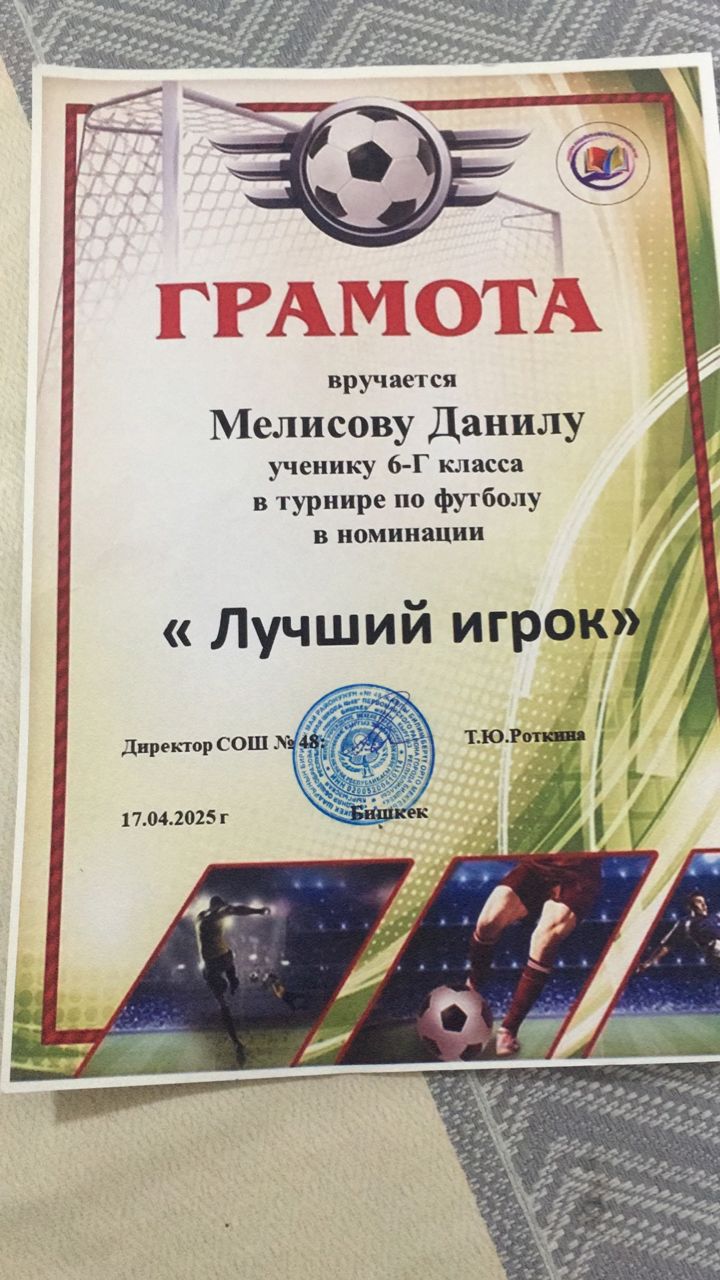 ГРАМОТА
вручается
Мелисову Данилу
ученику 6-Г класса
в турнире по футболу
в номинации
« Лучший игрок»
Директор СОШ № 48:
Т.Ю.Роткина
17.04.2025 г
Бишкек